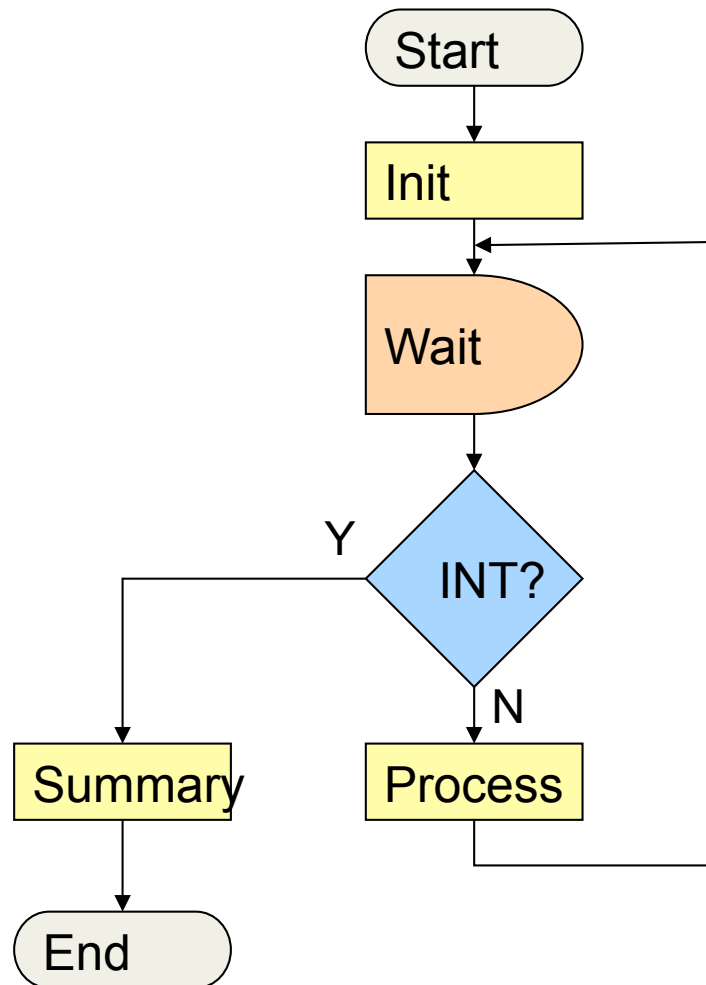 Start
Init
Wait
Y
INT?
N
Summary
Process
End